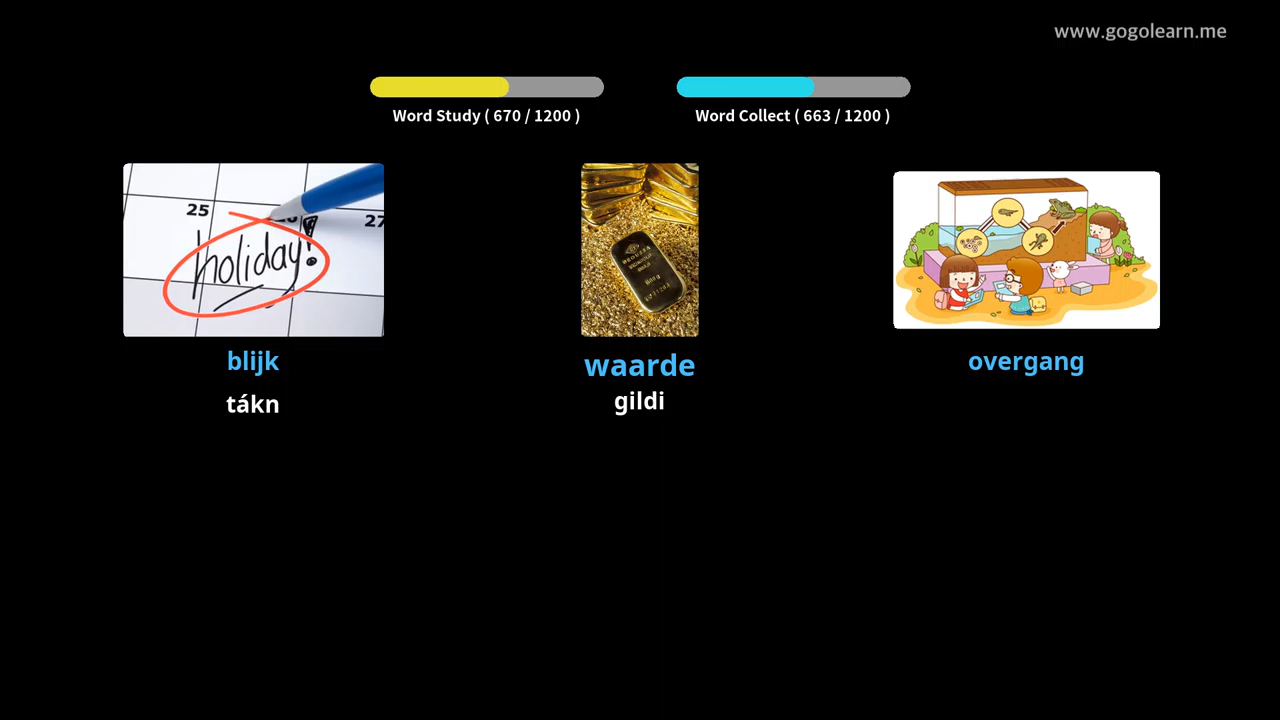 www.gogolearn.me
Word Study ( 670 / 1200 )
Word Collect ( 663 / 1200 )
25
27
holiday!
blijk
waarde
overgang
tákn
gildi